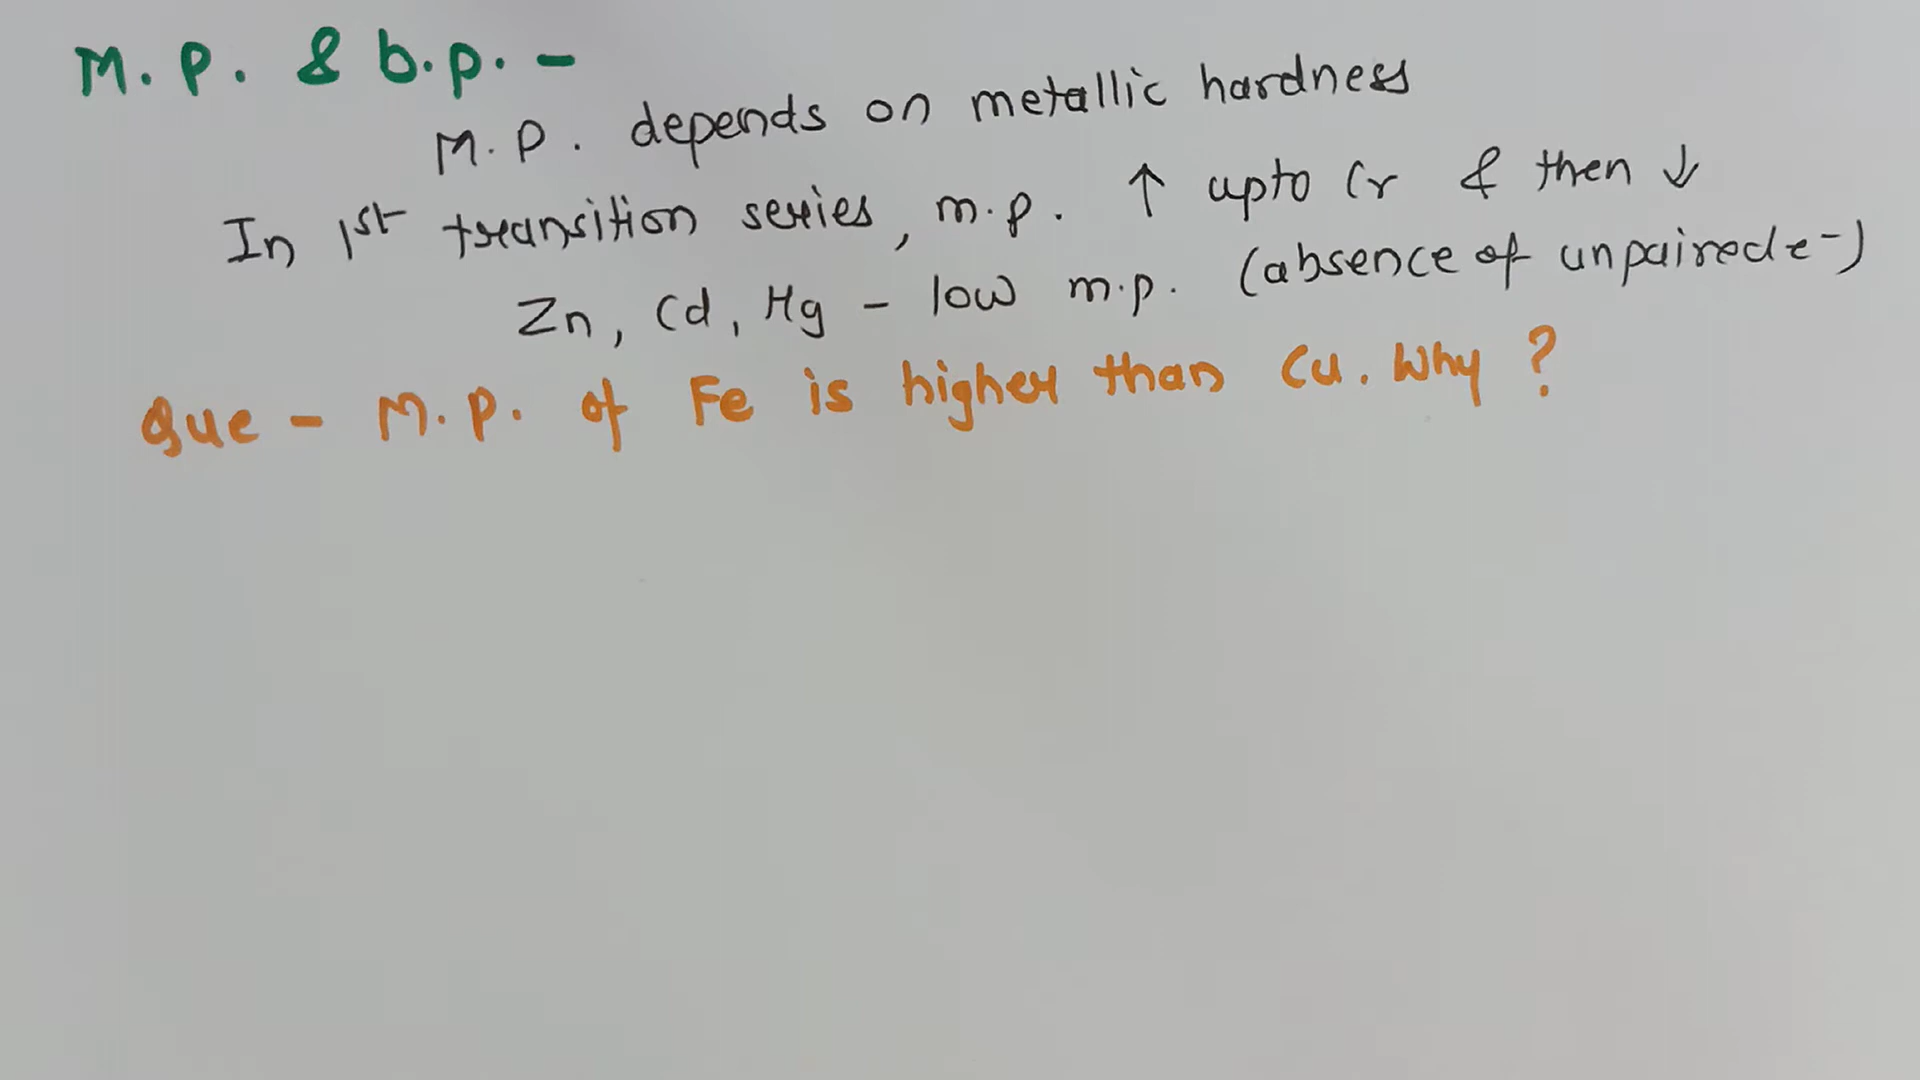 M.P. & b.p. -
M.P. depends on metallic hardness
In 1st transition series, m.p. ↑ upto Cr & then ↓
Zn, Cd, Hg - low m.p. (absence of unpaired e-)
Que - M.P. of Fe is higher than Cu. Why ?